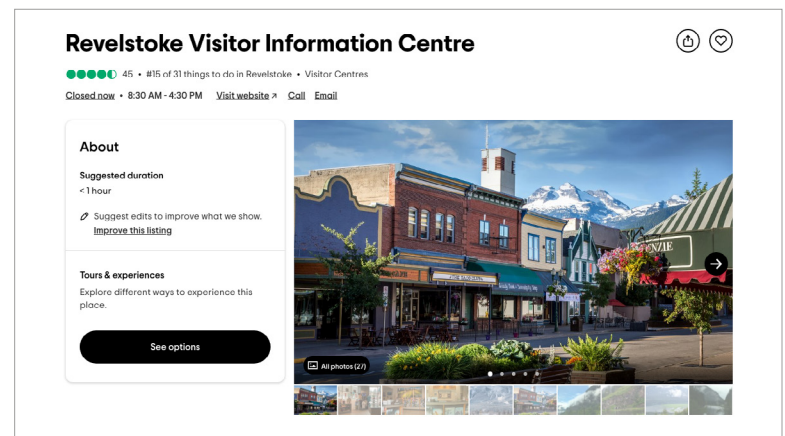 Revelstoke Visitor Information Centre
45 • #15 of 31 things to do in Revelstoke • Visitor Centres
Closed now • 8:30 AM - 4:30 PM Visit website ↗ Call Email
About
Suggested duration
< 1 hour
Suggest edits to improve what we show.
Improve this listing
Tours & experiences
Explore different ways to experience this
place.
See options
NZIE
All photos (27)